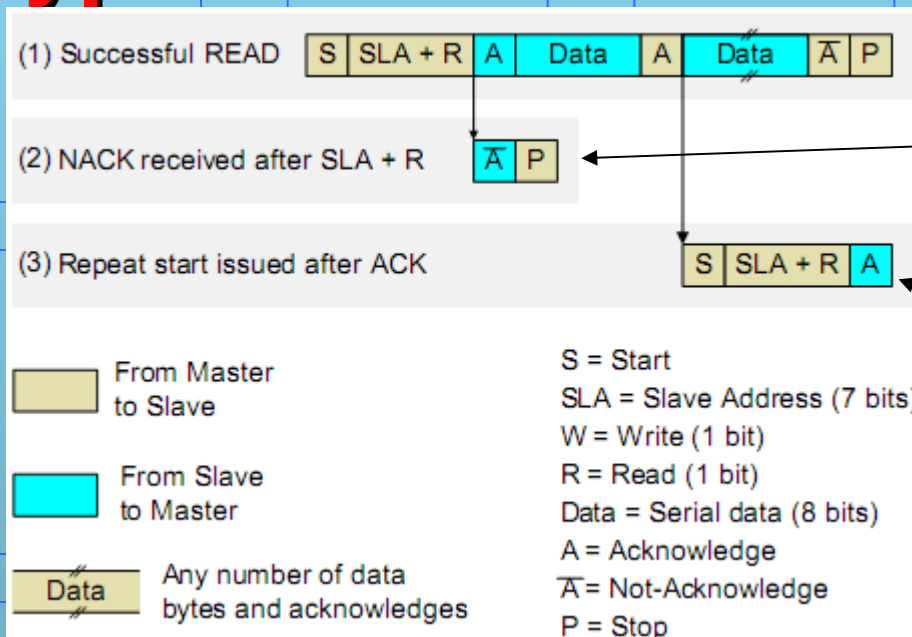 (1) Successful READ S SLA + R A Data A Data A̅ P
(2) NACK received after SLA + R A̅ P
(3) Repeat start issued after ACK S SLA + R A
From Master
to Slave
From Slave
to Master
Data
Any number of data
bytes and acknowledges
S = Start
SLA = Slave Address (7 bits)
W = Write (1 bit)
R = Read (1 bit)
Data = Serial data (8 bits)
A = Acknowledge
A̅ = Not-Acknowledge
P = Stop